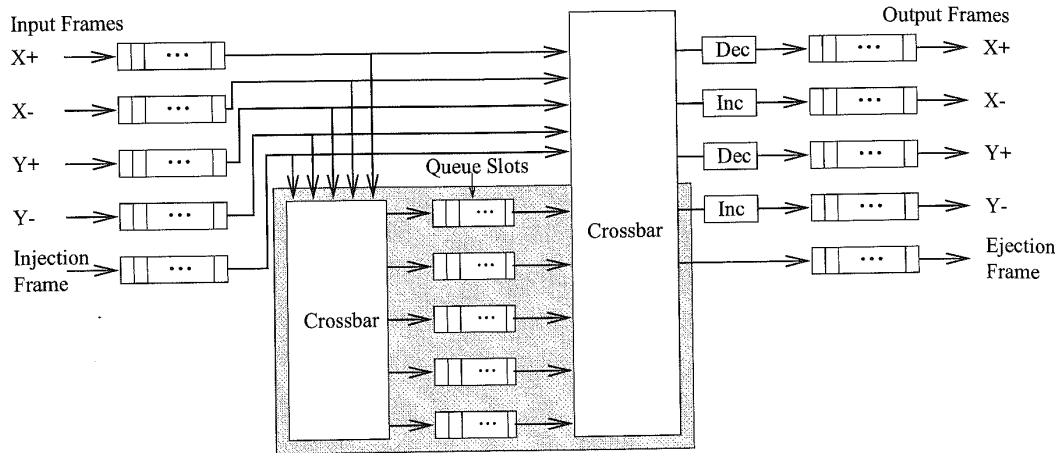 Input Frames
Output Frames
X+
•••
Dec
•••
X+
X-
•••
Inc
•••
X-
Y+
•••
Dec
•••
Y+
Queue Slots
Y-
•••
•••
Crossbar
Inc
•••
Y-
Injection
Frame
•••
•••
•••
Ejection
Frame
Crossbar
•••
•••
•••